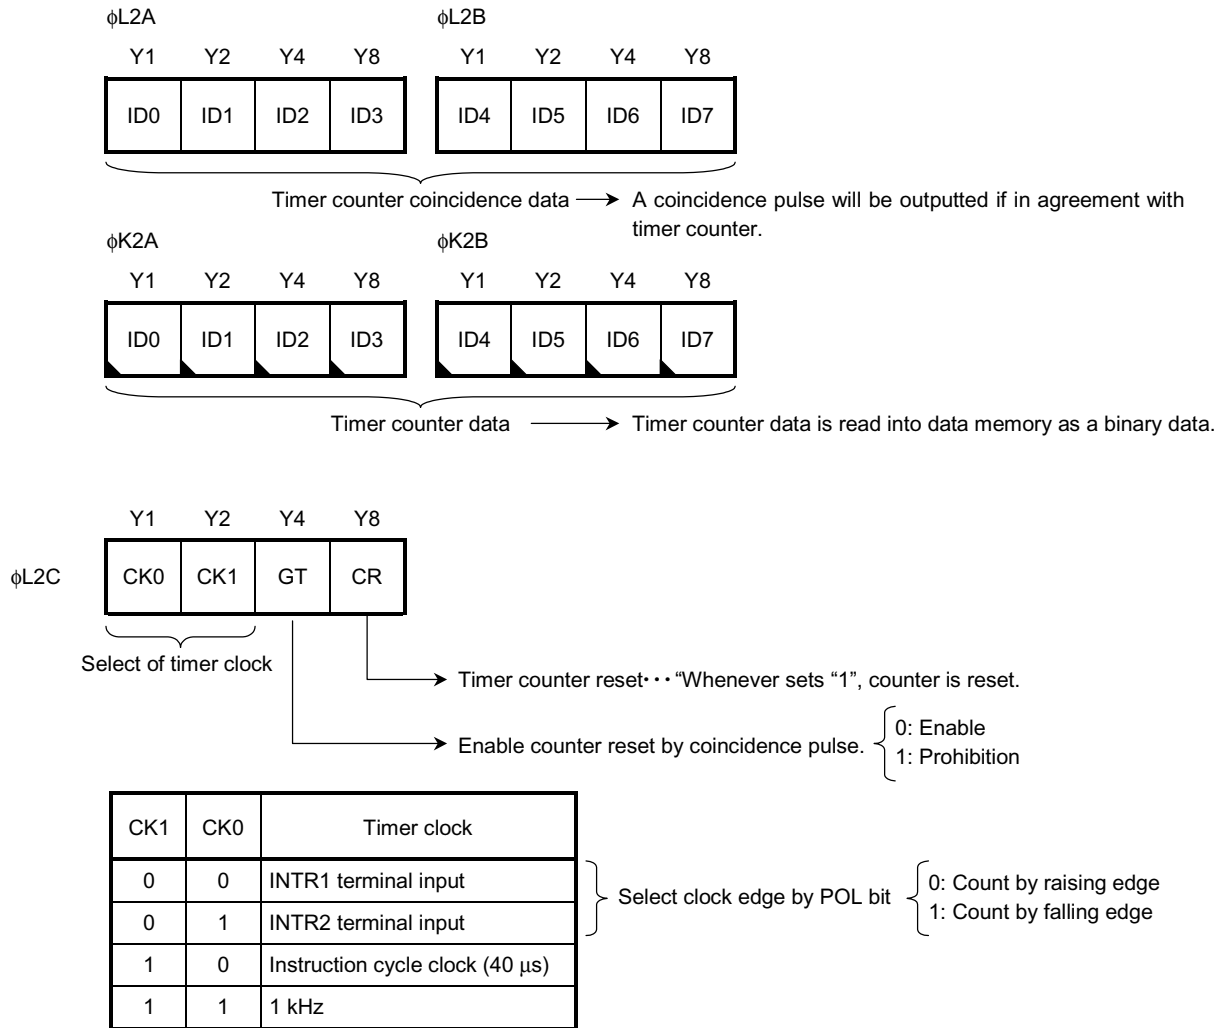 ϕL2A ϕL2B
Y1 Y2 Y4 Y8 Y1 Y2 Y4 Y8
ID0 ID1 ID2 ID3 ID4 ID5 ID6 ID7
Timer counter coincidence data → A coincidence pulse will be outputted if in agreement with
timer counter.
ϕK2A ϕK2B
Y1 Y2 Y4 Y8 Y1 Y2 Y4 Y8
ID0 ID1 ID2 ID3 ID4 ID5 ID6 ID7
Timer counter data → Timer counter data is read into data memory as a binary data.
Y1 Y2 Y4 Y8
ϕL2C CK0 CK1 GT CR
Select of timer clock
Timer counter reset··· “Whenever sets “1”, counter is reset.
Enable counter reset by coincidence pulse.
0: Enable
1: Prohibition
CK1 CK0 Timer clock
0 0 INTR1 terminal input
0 1 INTR2 terminal input
1 0 Instruction cycle clock (40 μs)
1 1 1 kHz
Select clock edge by POL bit
0: Count by raising edge
1: Count by falling edge